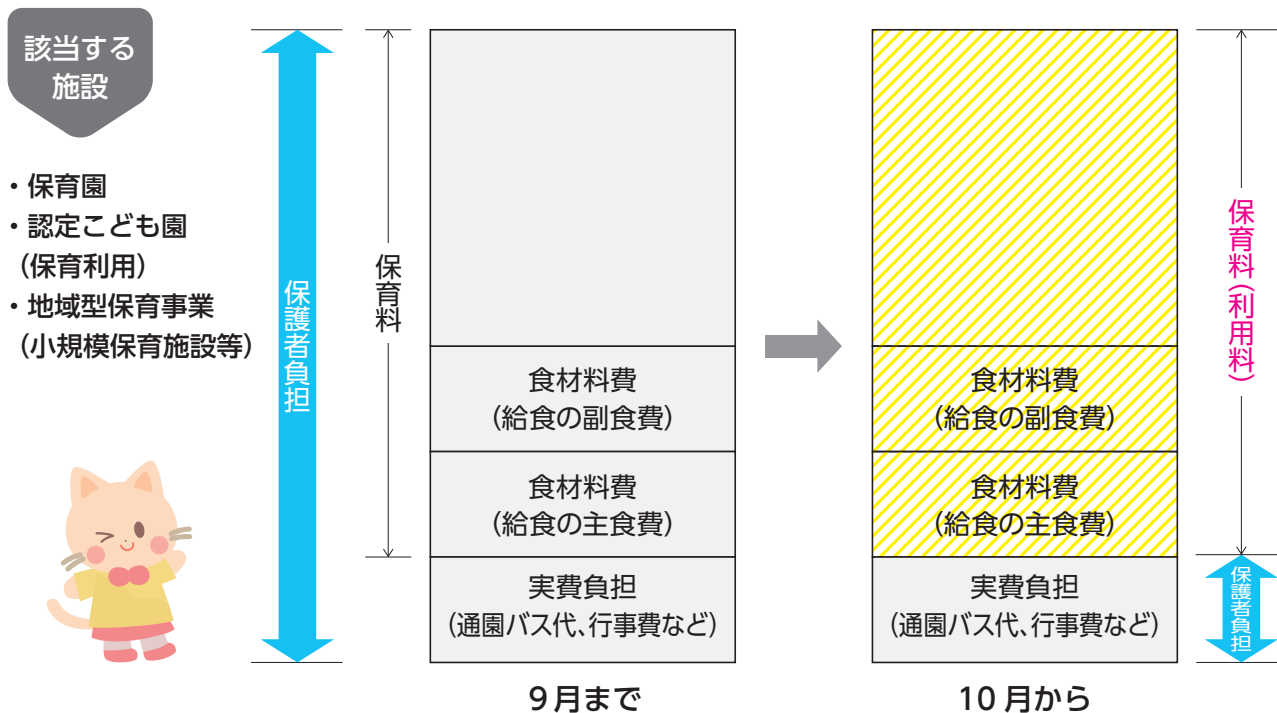 該当する
施設
・保育園
・認定こども園
（保育利用）
・地域型保育事業
（小規模保育施設等）
保護者負担
保育料
食材料費
（給食の副食費）
食材料費
（給食の主食費）
実費負担
（通園バス代、行事費など）
9月まで
食材料費
（給食の副食費）
食材料費
（給食の主食費）
実費負担
（通園バス代、行事費など）
10月から
保育料（利用料）
保護者負担